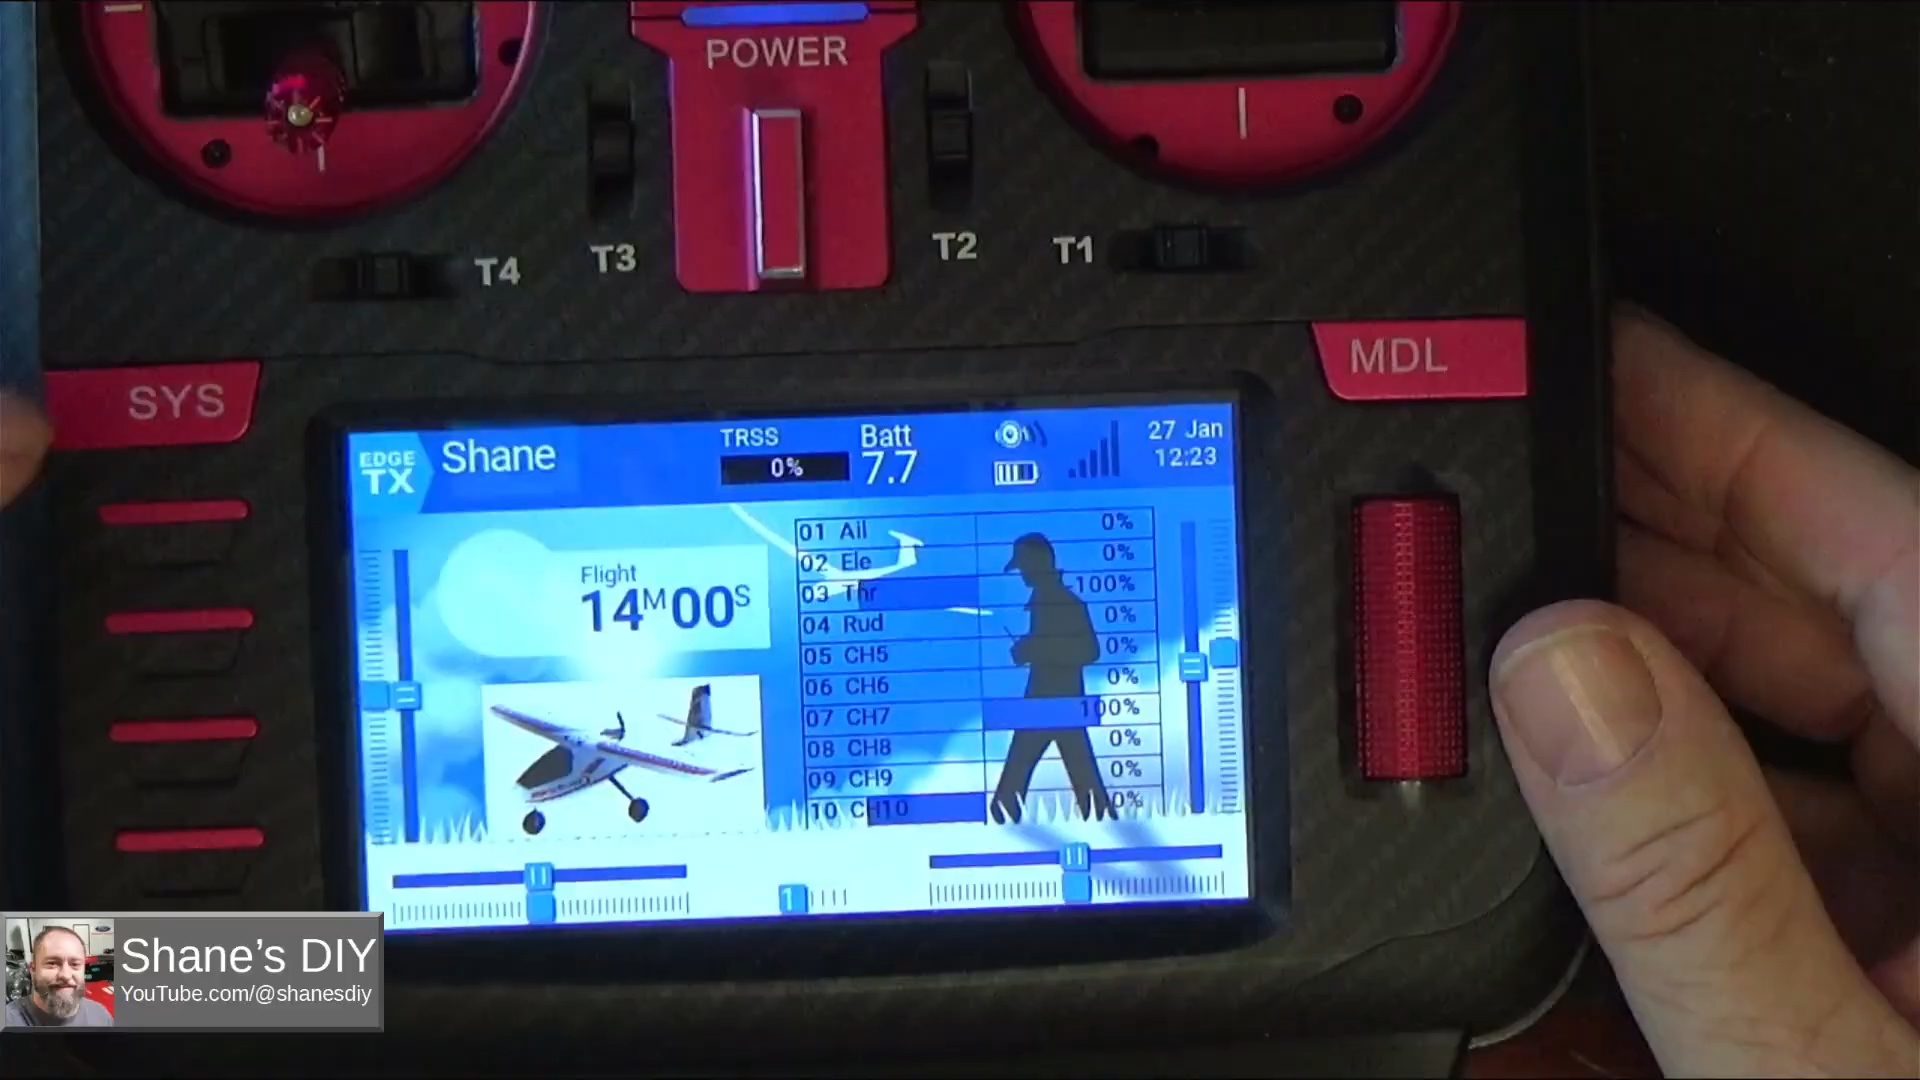 POWER
T4
T3
T2
T1
SYS
MDL
EDGE
TX
Shane
TRSS
0%
Batt
7.7
27 Jan
12:23
Flight
14M00S
01 Ail 0%
02 Ele 0%
03 Thr -100%
04 Rud 0%
05 CH5 0%
06 CH6 0%
07 CH7 100%
08 CH8 0%
09 CH9 0%
10 CH10
1
Shane's DIY
YouTube.com/@shanesdiy